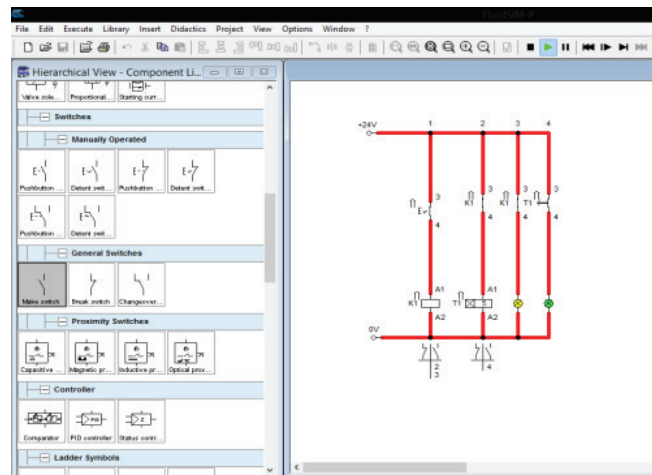 FluidSIM-P
File Edit Execute Library Insert Didactics Project View Options Window ?
Hierarchical View - Component Li...
Valve sole... Proportional... Starting curr...
Switches
Manually Operated
Pushbutton ... Detent swit... Pushbutton ... Detent swit...
Pushbutton ... Detent swit...
General Switches
Make switch Break switch Changeover...
Proximity Switches
Capacitive ... Magnetic pr... Inductive pr... Optical prox...
Controller
Comparator PID controller Status contr...
Ladder Symbols
+24V 1 2 3 4
3 3 3 3
K1 K1 T1
4 4 4 4
A1 A1
K1 T1 5
A2 A2
0V
2 4
3